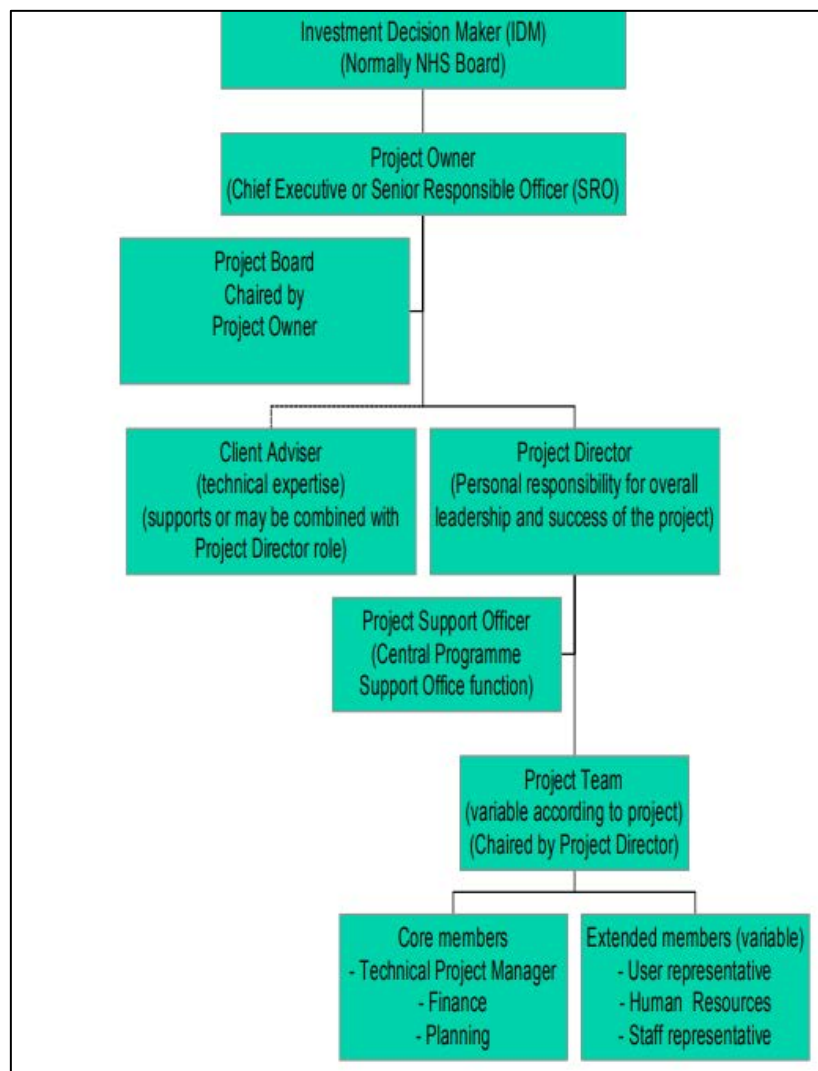 Investment Decision Maker (IDM)
(Normally NHS Board)
Project Owner
(Chief Executive or Senior Responsible Officer (SRO)
Project Board
Chaired by
Project Owner
Client Adviser
(technical expertise)
(supports or may be combined with
Project Director role)
Project Director
(Personal responsibility for overall
leadership and success of the project)
Project Support Officer
(Central Programme
Support Office function)
Project Team
(variable according to project)
(Chaired by Project Director)
Core members
- Technical Project Manager
- Finance
- Planning
Extended members (variable)
- User representative
- Human Resources
- Staff representative